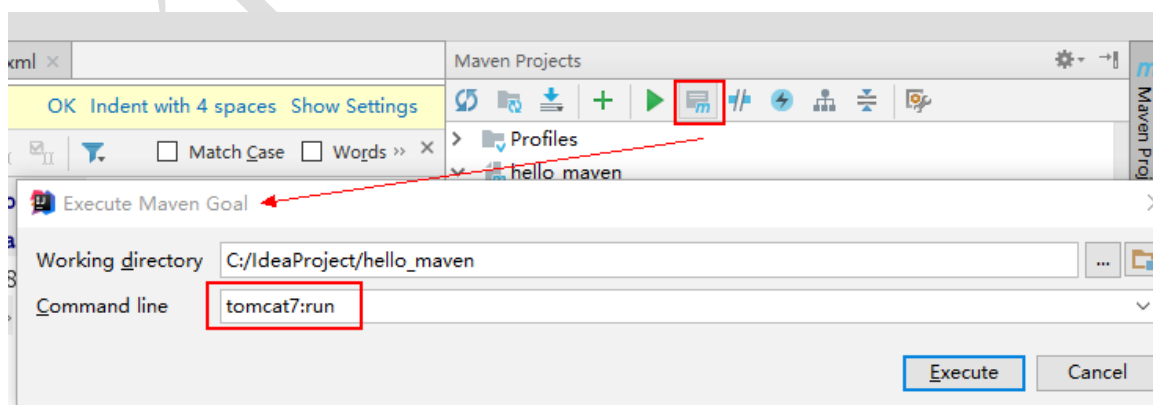 xml
Maven Projects
OK Indent with 4 spaces Show Settings
Match Case
Words
Profiles
hello_maven
Maven Proj
Execute Maven Goal
Working directory C:/IdeaProject/hello_maven ...
Command line tomcat7:run
Execute Cancel